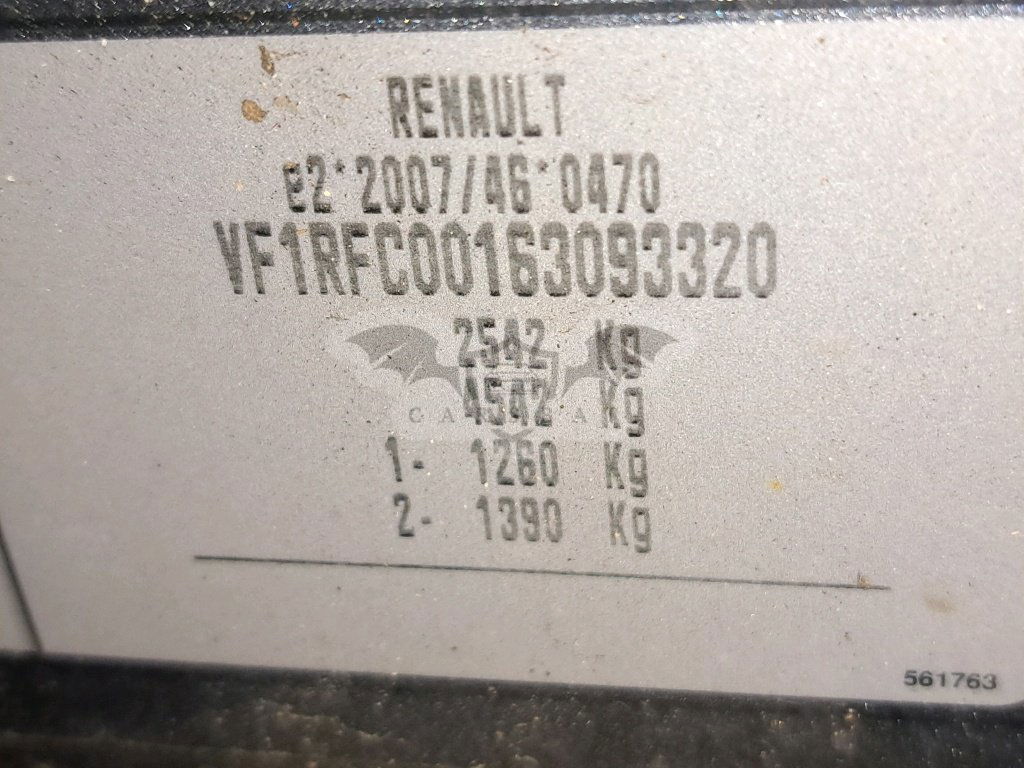 RENAULT
e2*2007/46*0470
VF1RFC00163093320
2542 Kg
4542 Kg
1- 1260 Kg
2- 1390 Kg
561763